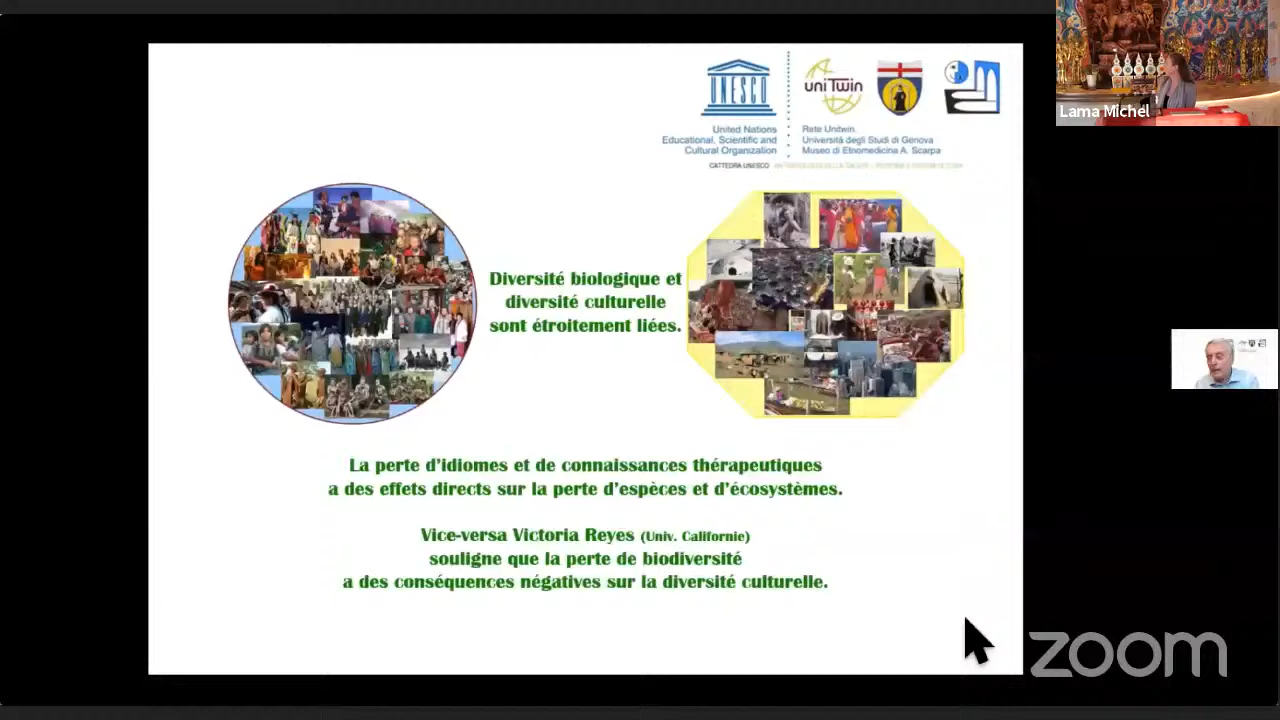 Lama Michel
UNESCO
uniTwin
United Nations
Educational, Scientific and
Cultural Organization
Rete Unitwin.
Università degli Studi di Genova
Museo di Etnomedicina A. Scarpa
CATTEDRA UNESCO
Diversité biologique et
diversité culturelle
sont étroitement liées.
La perte d'idiomes et de connaissances thérapeutiques
a des effets directs sur la perte d'espèces et d'écosystèmes.
Vice-versa Victoria Reyes (Univ. Californie)
souligne que la perte de biodiversité
a des conséquences négatives sur la diversité culturelle.
zoom